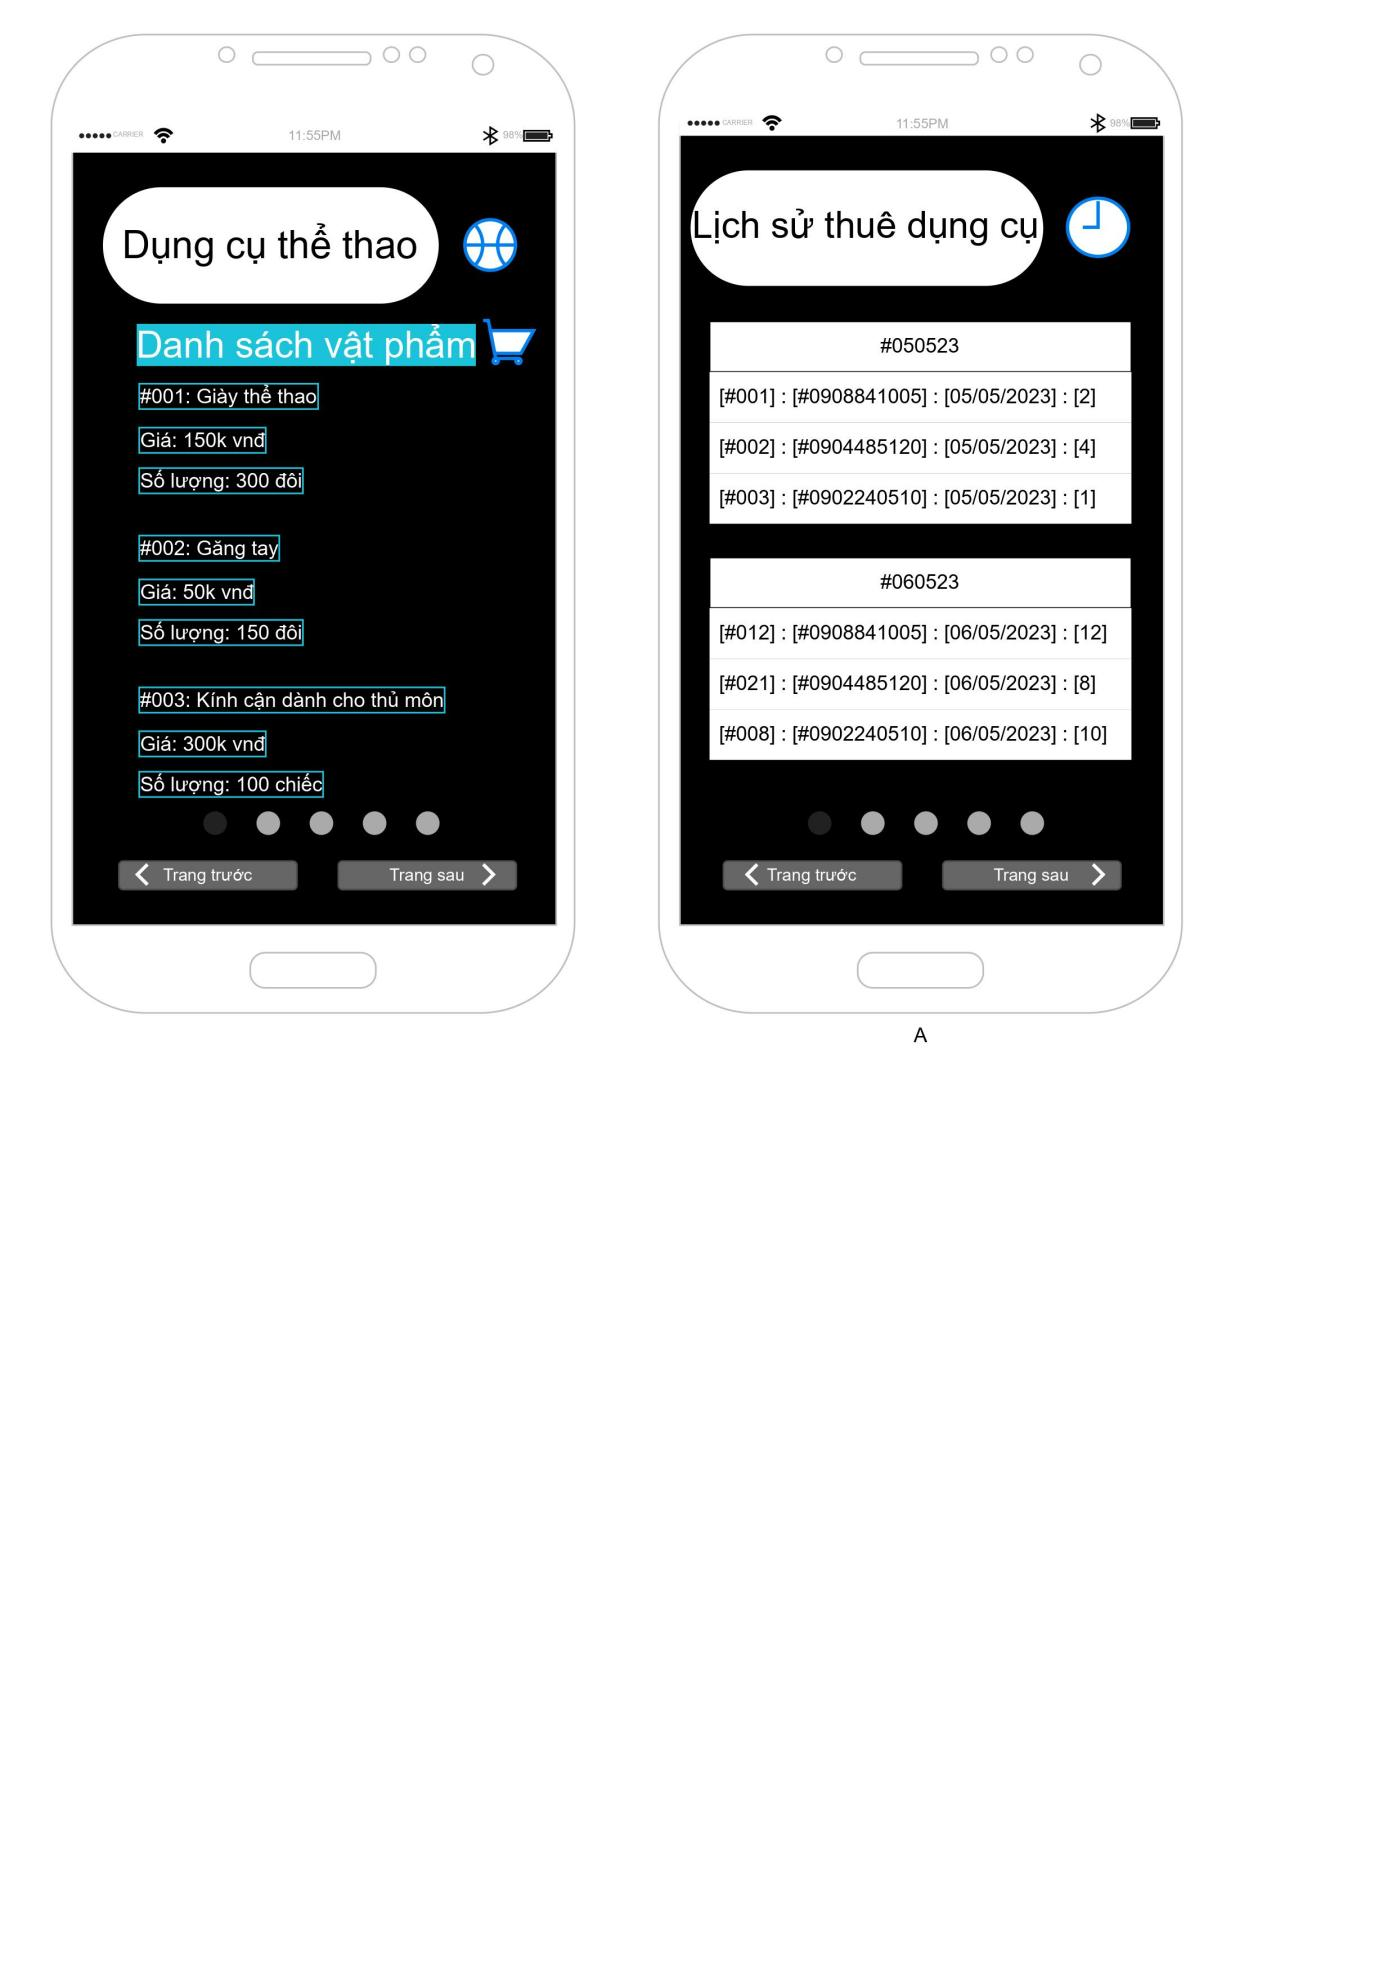 CARRIER 11:55PM 98%
Dụng cụ thể thao
Danh sách vật phẩm
#001: Giày thể thao
Giá: 150k vnđ
Số lượng: 300 đôi
#002: Găng tay
Giá: 50k vnđ
Số lượng: 150 đôi
#003: Kính cận dành cho thủ môn
Giá: 300k vnđ
Số lượng: 100 chiếc
Trang trước
Trang sau
CARRIER 11:55PM 98%
Lịch sử thuê dụng cụ
#050523
[#001] : [#0908841005] : [05/05/2023] : [2]
[#002] : [#0904485120] : [05/05/2023] : [4]
[#003] : [#0902240510] : [05/05/2023] : [1]
#060523
[#012] : [#0908841005] : [06/05/2023] : [12]
[#021] : [#0904485120] : [06/05/2023] : [8]
[#008] : [#0902240510] : [06/05/2023] : [10]
Trang trước
Trang sau
A